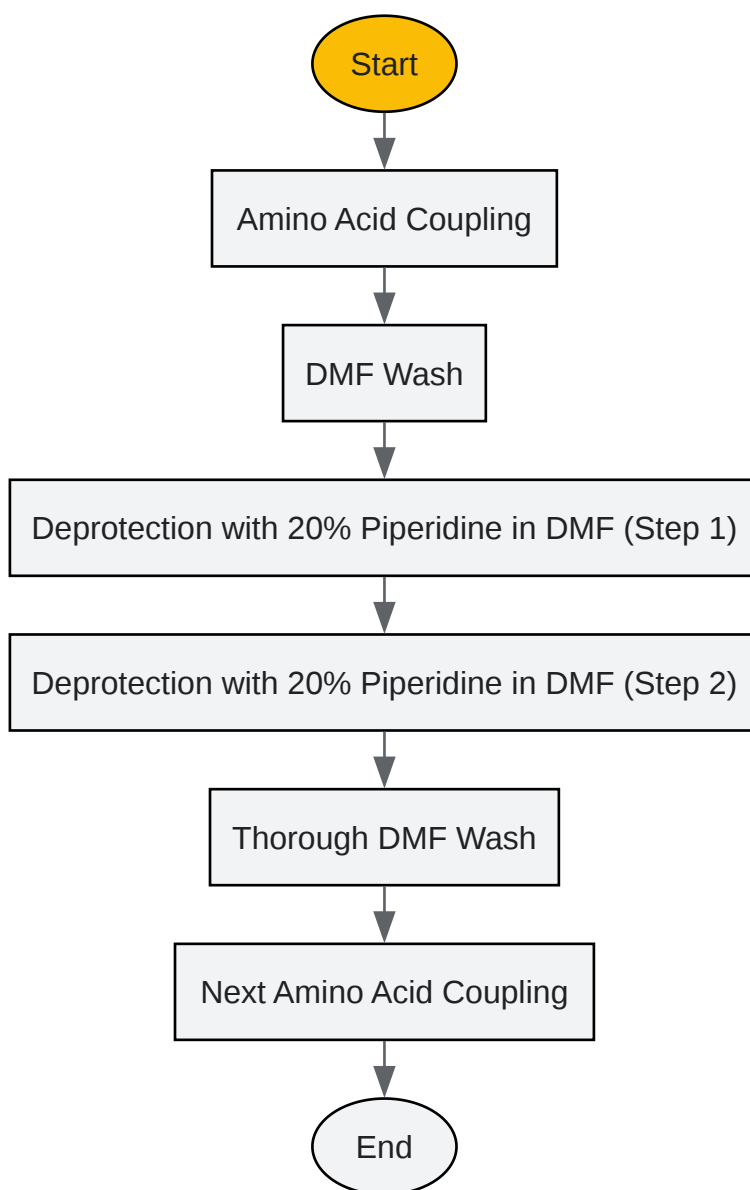 Start
Amino Acid Coupling
DMF Wash
Deprotection with 20% Piperidine in DMF (Step 1)
Deprotection with 20% Piperidine in DMF (Step 2)
Thorough DMF Wash
Next Amino Acid Coupling
End